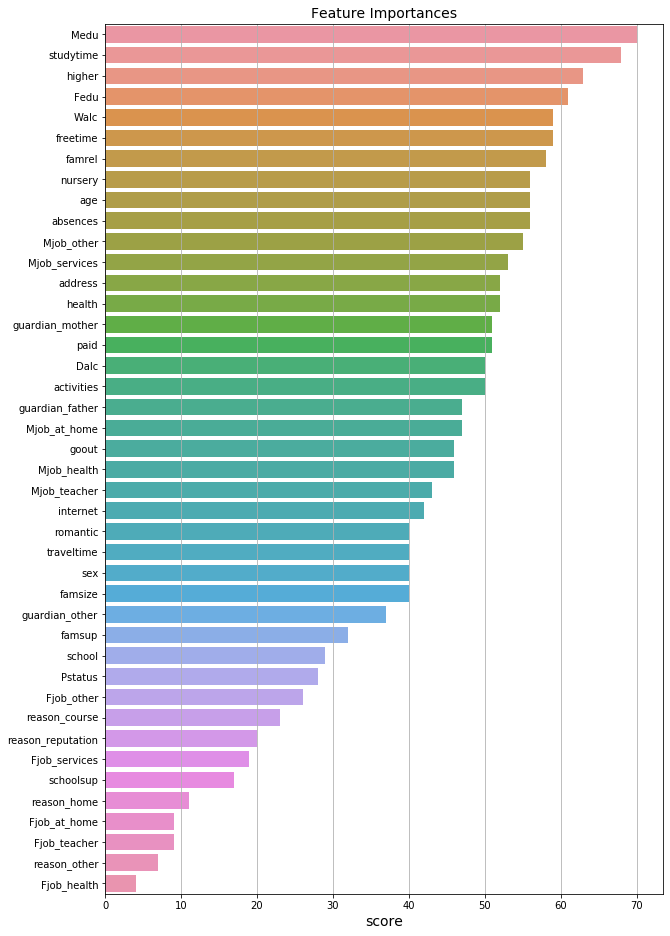 Feature Importances
Medu
studytime
higher
Fedu
Walc
freetime
famrel
nursery
age
absences
Mjob_other
Mjob_services
address
health
guardian_mother
paid
Dalc
activities
guardian_father
Mjob_at_home
goout
Mjob_health
Mjob_teacher
internet
romantic
traveltime
sex
famsize
guardian_other
famsup
school
Pstatus
Fjob_other
reason_course
reason_reputation
Fjob_services
schoolsup
reason_home
Fjob_at_home
Fjob_teacher
reason_other
Fjob_health
0 10 20 30 40 50 60 70
score